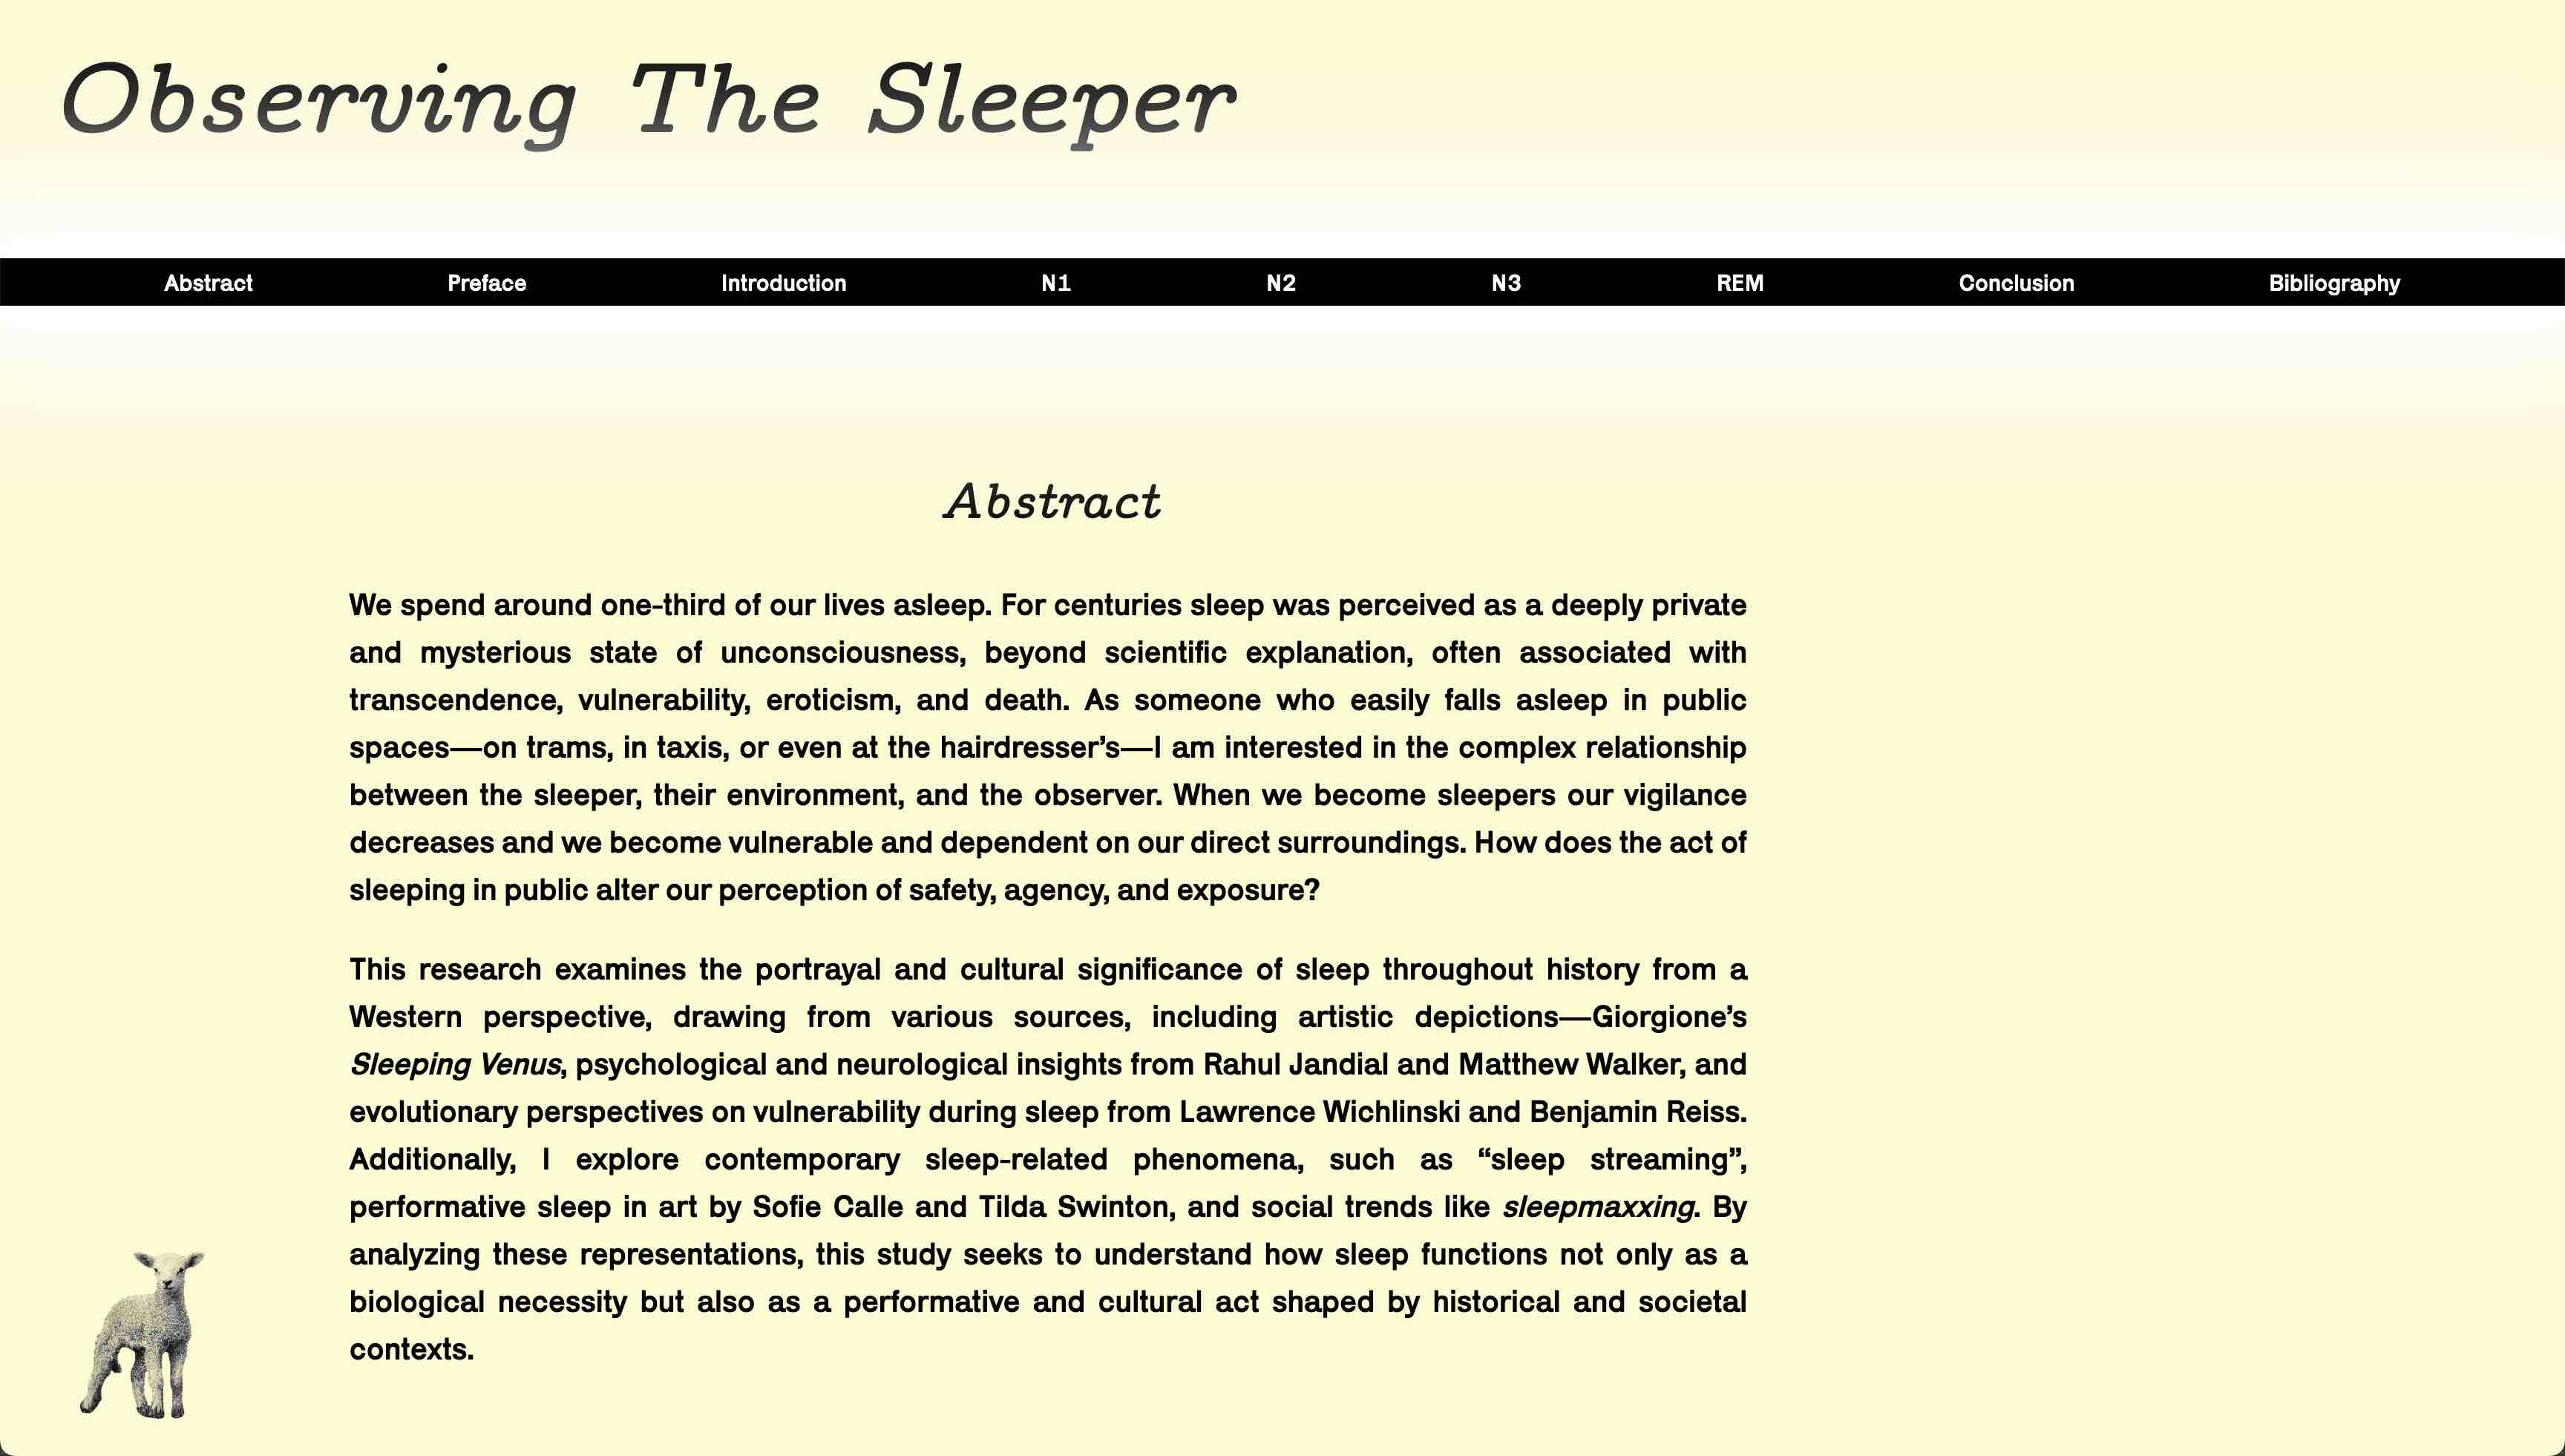 Observing The Sleeper
Abstract Preface Introduction N1 N2 N3 REM Conclusion Bibliography
Abstract
We spend around one-third of our lives asleep. For centuries sleep was perceived as a deeply private
and mysterious state of unconsciousness, beyond scientific explanation, often associated with
transcendence, vulnerability, eroticism, and death. As someone who easily falls asleep in public
spaces—on trams, in taxis, or even at the hairdresser’s—I am interested in the complex relationship
between the sleeper, their environment, and the observer. When we become sleepers our vigilance
decreases and we become vulnerable and dependent on our direct surroundings. How does the act of
sleeping in public alter our perception of safety, agency, and exposure?
This research examines the portrayal and cultural significance of sleep throughout history from a
Western perspective, drawing from various sources, including artistic depictions—Giorgione’s
Sleeping Venus, psychological and neurological insights from Rahul Jandial and Matthew Walker, and
evolutionary perspectives on vulnerability during sleep from Lawrence Wichlinski and Benjamin Reiss.
Additionally, I explore contemporary sleep-related phenomena, such as “sleep streaming”,
performative sleep in art by Sofie Calle and Tilda Swinton, and social trends like sleepmaxxing. By
analyzing these representations, this study seeks to understand how sleep functions not only as a
biological necessity but also as a performative and cultural act shaped by historical and societal
contexts.